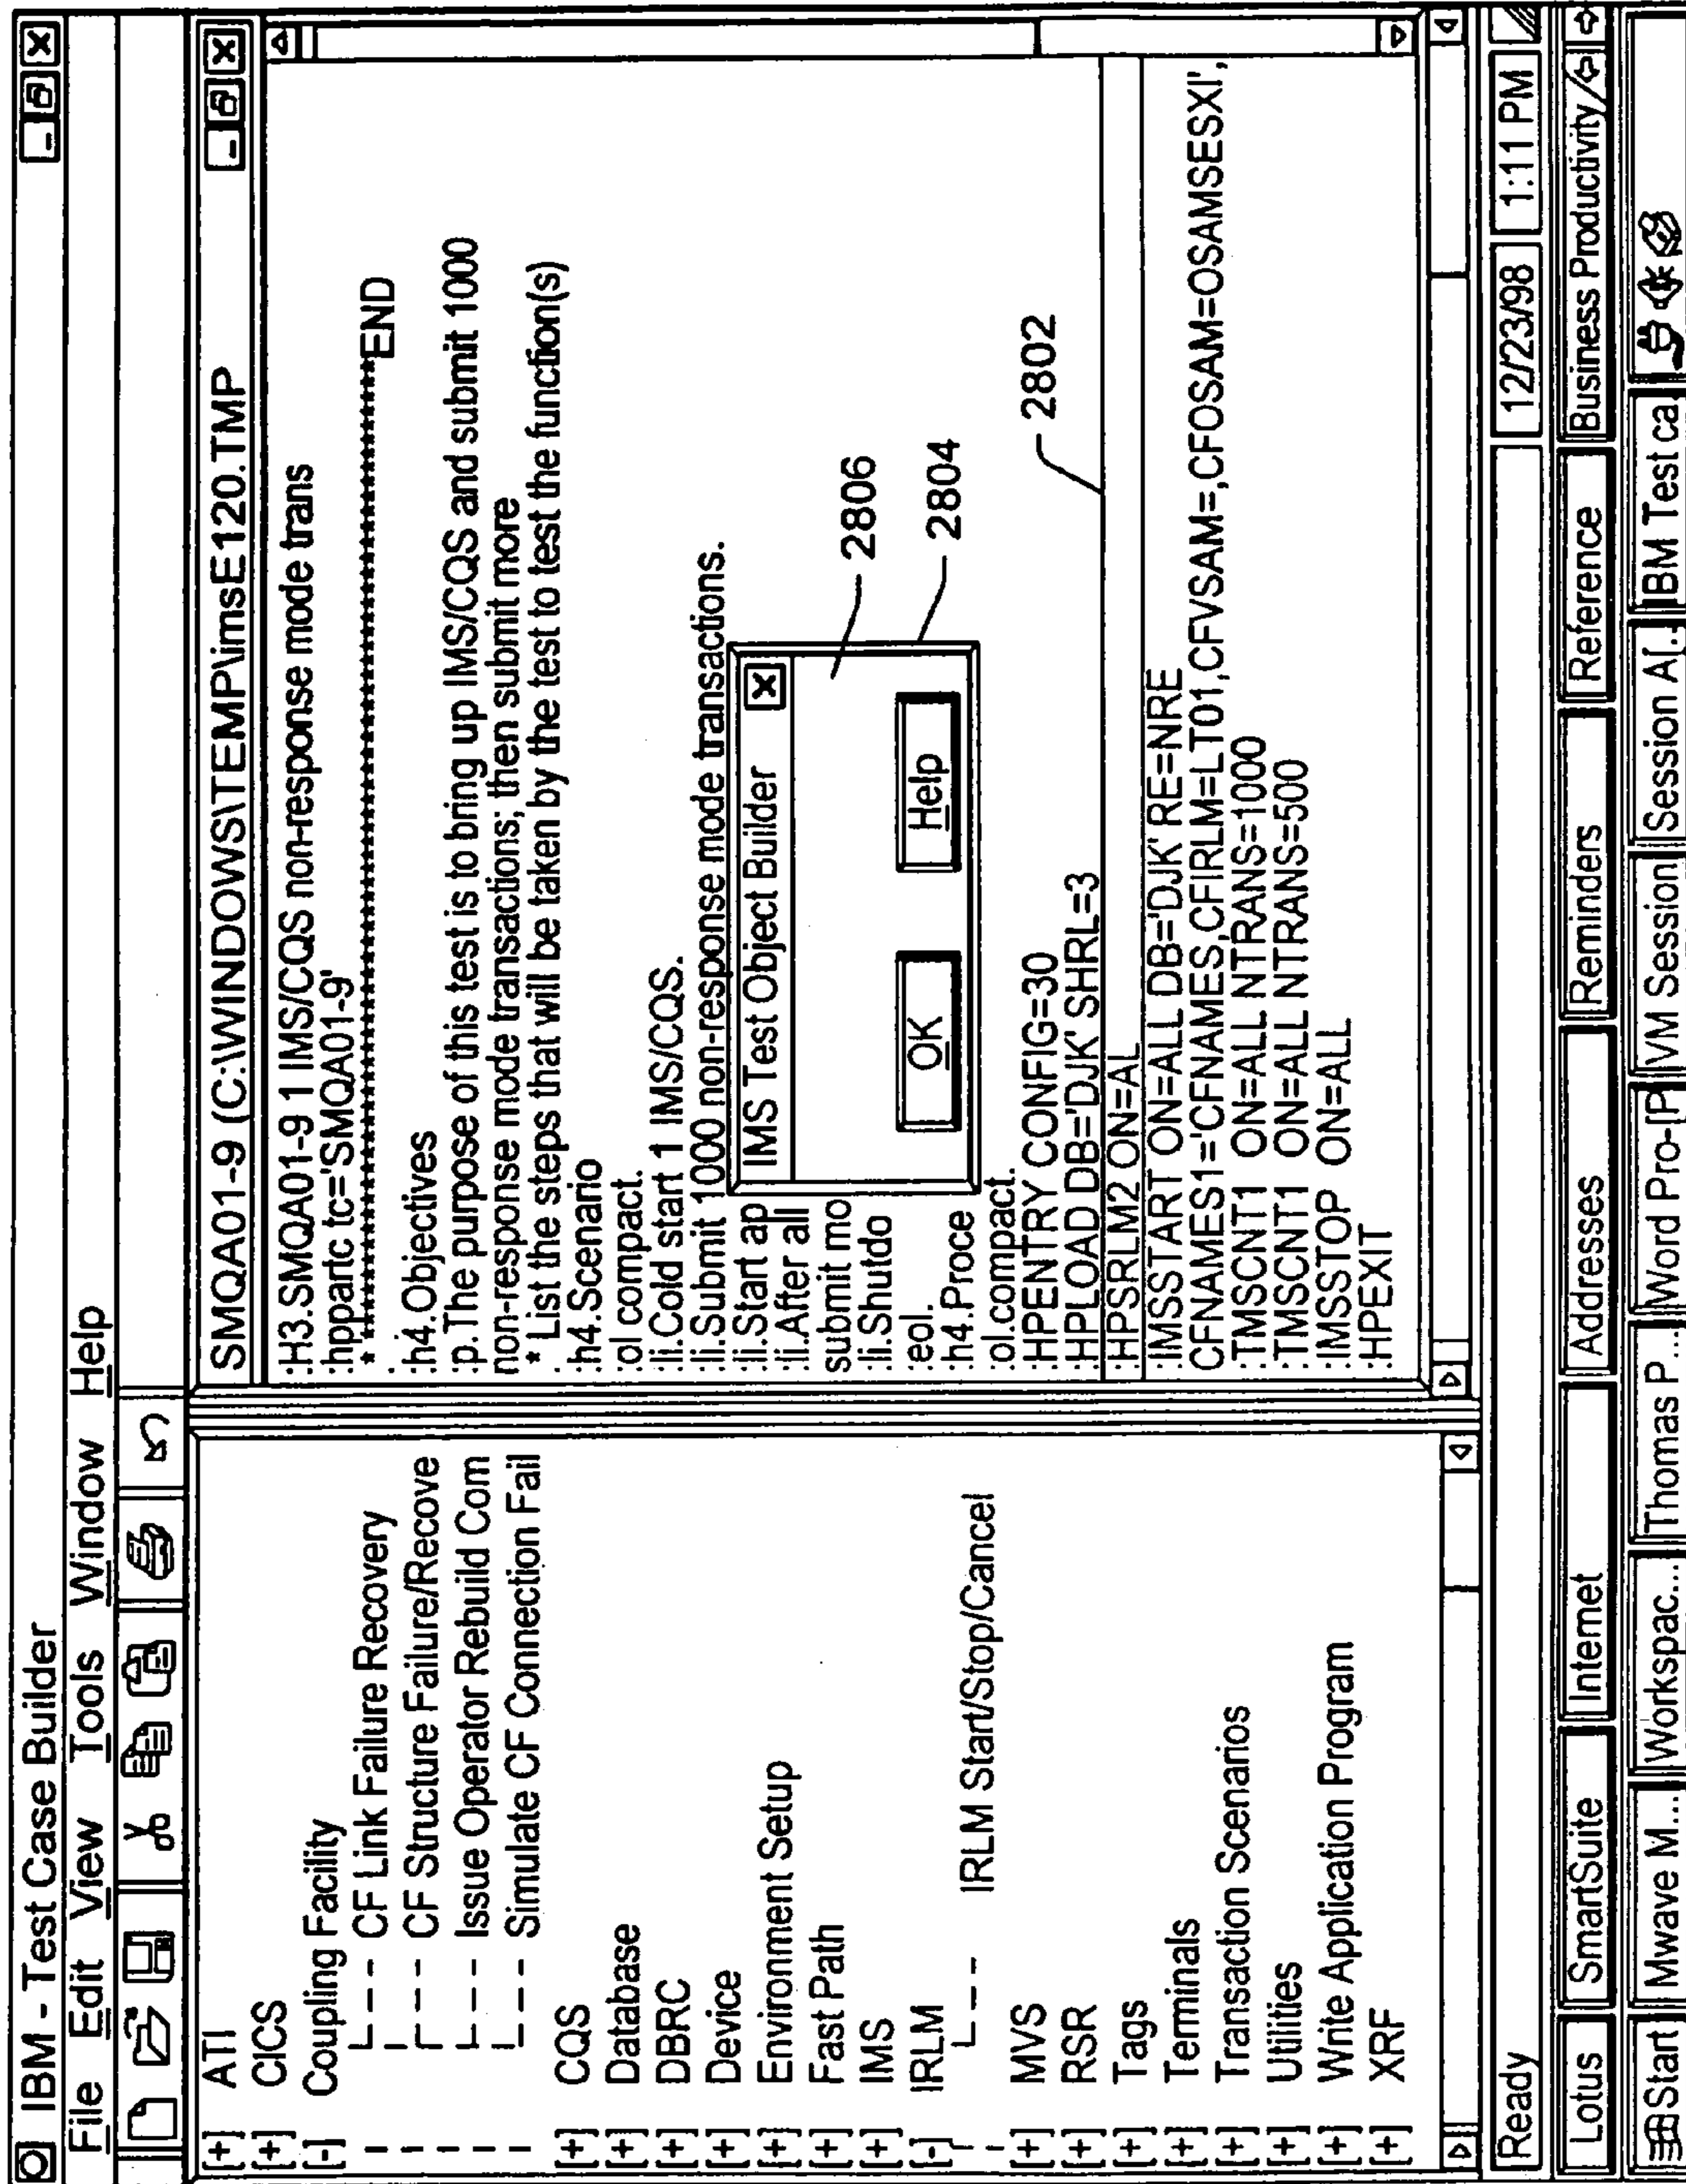 IBM - Test Case Builder
File Edit View Tools Window Help
[+] ATI
[+] CICS
[-] Coupling Facility
CF Link Failure Recovery
CF Structure Failure/Recove
Issue Operator Rebuild Com
Simulate CF Connection Fail
[+] CQS
[+] Database
[+] DBRC
[+] Device
[+] Environment Setup
[+] Fast Path
[+] IMS
[-] IRLM
IRLM Start/Stop/Cancel
[+] MVS
[+] RSR
[+] Tags
[+] Terminals
[+] Transaction Scenarios
[+] Utilities
[+] Write Application Program
[+] XRF
SMQA01-9 (C:\WINDOWS\TEMP\imsE120.TMP
:H3.SMQA01-9 1 IMS/CQS non-response mode trans
:hppartc tc='SMQA01-9'
.* ************************************END
:h4.Objectives
:p.The purpose of this test is to bring up IMS/CQS and submit 1000
non-response mode transactions; then submit more
.* List the steps that will be taken by the test to test the function(s)
:h4.Scenario
:ol compact.
:li.Cold start 1 IMS/CQS.
:li.Submit 1000 non-response mode transactions.
:li.Start ap
:li.After all
submit mo
:li.Shutdo
:eol.
:h4.Proce
:ol.compact.
:HPENTRY CONFIG=30
:HPLOAD DB='DJK' SHRL=3
:HPSRLM2 ON=AL
:IMSSTART ON=ALL DB='DJK' RE=NRE
CFNAMES1='CFNAMES,CFIRLM=LT01,CFVSAM=,CFOSAM=OSAMSESXI',
:TMSCNT1 ON=ALL NTRANS=1000
:TMSCNT1 ON=ALL NTRANS=500
:IMSSTOP ON=ALL
:HPEXIT
IMS Test Object Builder
OK Help
2806
2804
2802
Ready 12/23/98 1:11 PM
Lotus SmartSuite Internet Addresses Reminders Reference Business Productivity
Start Mwave M... Workspac... Thomas P... Word Pro-[P VM Session Session A[.. IBM Test ca